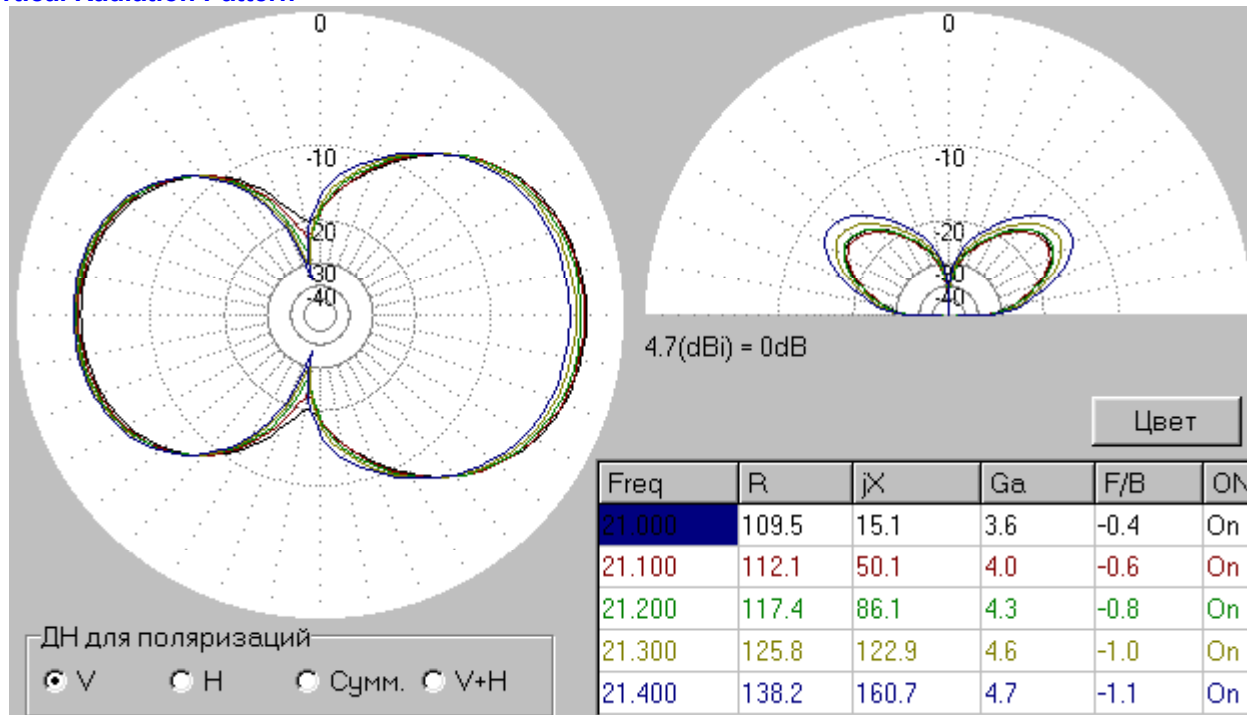 Radiation Pattern
0
-10
-20
-30
-40
0
-10
-20
-30
-40
4.7(dBi) = 0dB
Цвет
Freq R jX Ga F/B ON
21.000 109.5 15.1 3.6 -0.4 On
21.100 112.1 50.1 4.0 -0.6 On
21.200 117.4 86.1 4.3 -0.8 On
21.300 125.8 122.9 4.6 -1.0 On
21.400 138.2 160.7 4.7 -1.1 On
ДН для поляризаций
V H Сумм. V+H